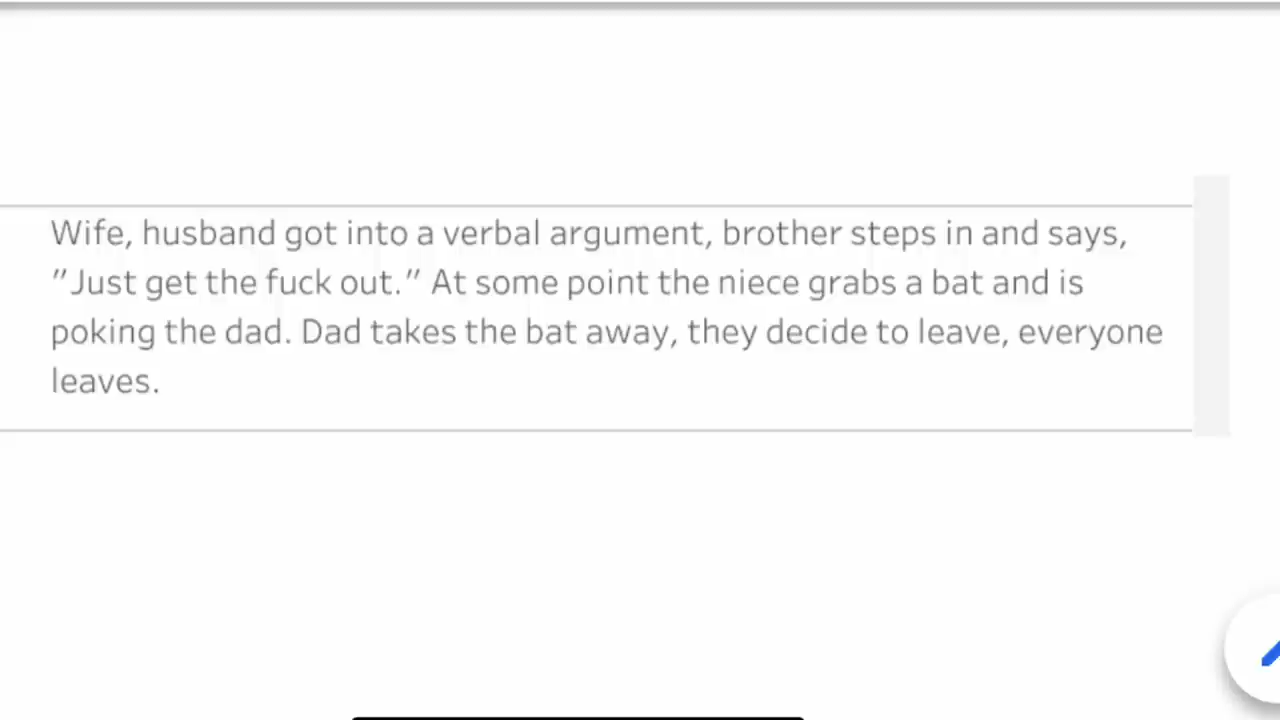 Wife, husband got into a verbal argument, brother steps in and says,
"Just get the fuck out." At some point the niece grabs a bat and is
poking the dad. Dad takes the bat away, they decide to leave, everyone
leaves.